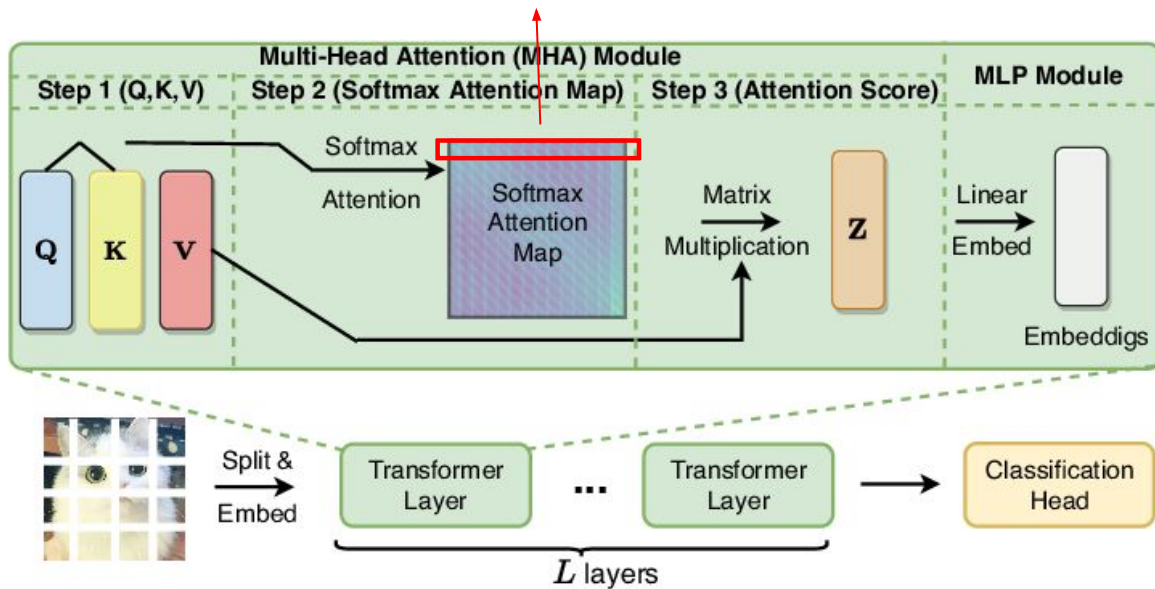 Multi-Head Attention (MHA) Module
MLP Module
Step 1 (Q,K,V)
Step 2 (Softmax Attention Map)
Step 3 (Attention Score)
Q
K
V
Softmax
Attention
Softmax
Attention
Map
Matrix
Multiplication
Z
Linear
Embed
Embeddigs
Split &
Embed
Transformer
Layer
...
Transformer
Layer
Classification
Head
L layers